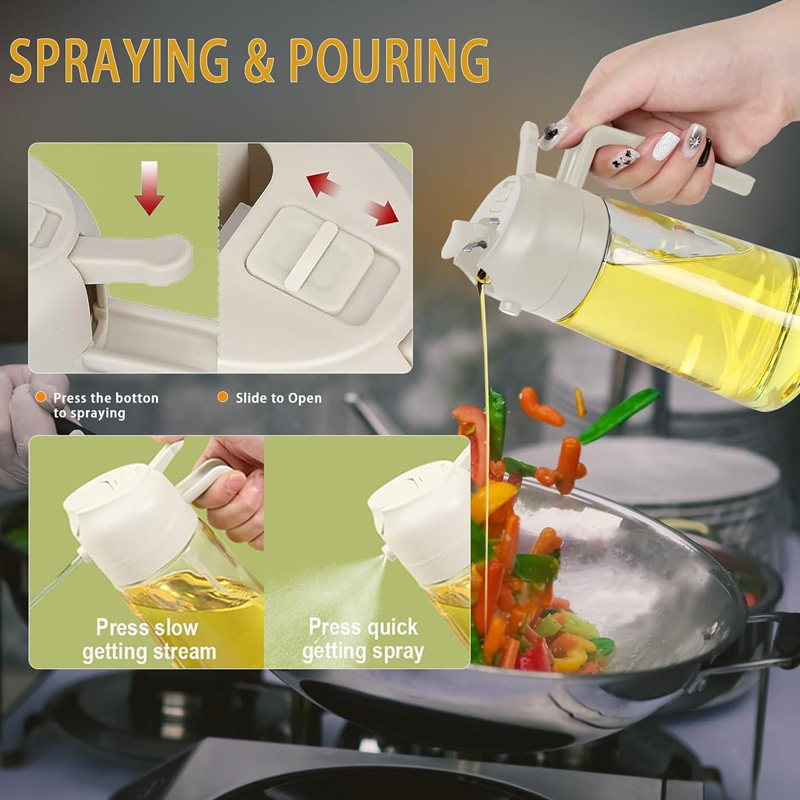 SPRAYING & POURING
Press the botton
to spraying
Slide to Open
Press slow
getting stream
Press quick
getting spray